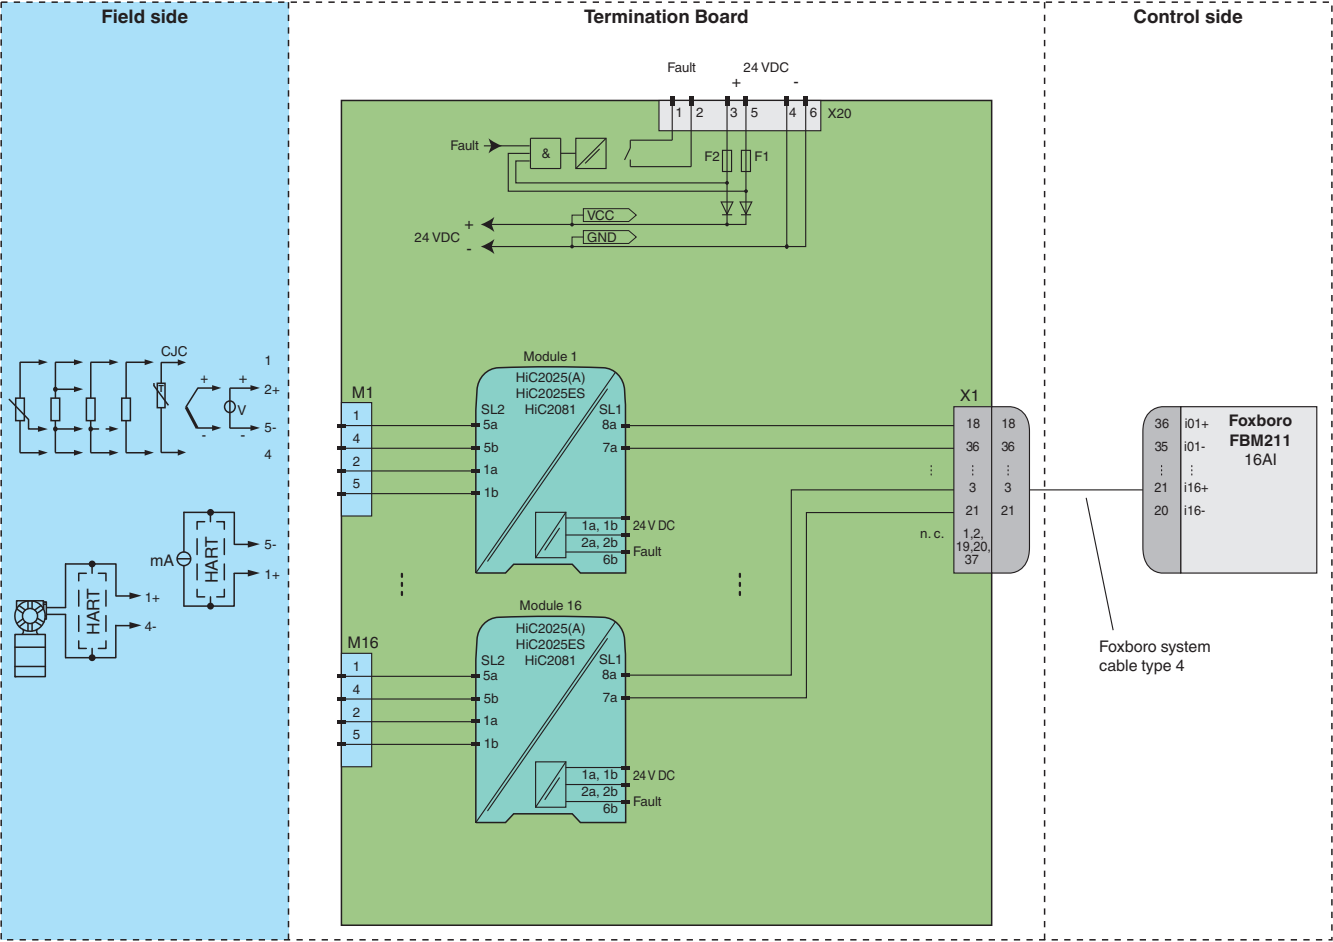 Field side
Termination Board
Control side
Fault
24 VDC
+
-
1
2
3
5
4
6
X20
Fault
&
F2
F1
VCC
+
24 VDC
GND
-
CJC
1
T
+
+
2+
V
5-
-
-
4
mA
HART
5-
1+
HART
1+
4-
M1
1
4
2
5
Module 1
HiC2025(A)
HiC2025ES
HiC2081
SL2
SL1
5a
8a
5b
7a
1a
1b
1a, 1b
24 V DC
2a, 2b
Fault
6b
M16
1
4
2
5
Module 16
HiC2025(A)
HiC2025ES
HiC2081
SL2
SL1
5a
8a
5b
7a
1a
1b
1a, 1b
24 V DC
2a, 2b
Fault
6b
X1
18
18
36
36
3
3
21
21
n. c.
1,2,
19,20,
37
36
i01+
35
i01-
21
i16+
20
i16-
Foxboro
FBM211
16AI
Foxboro system
cable type 4